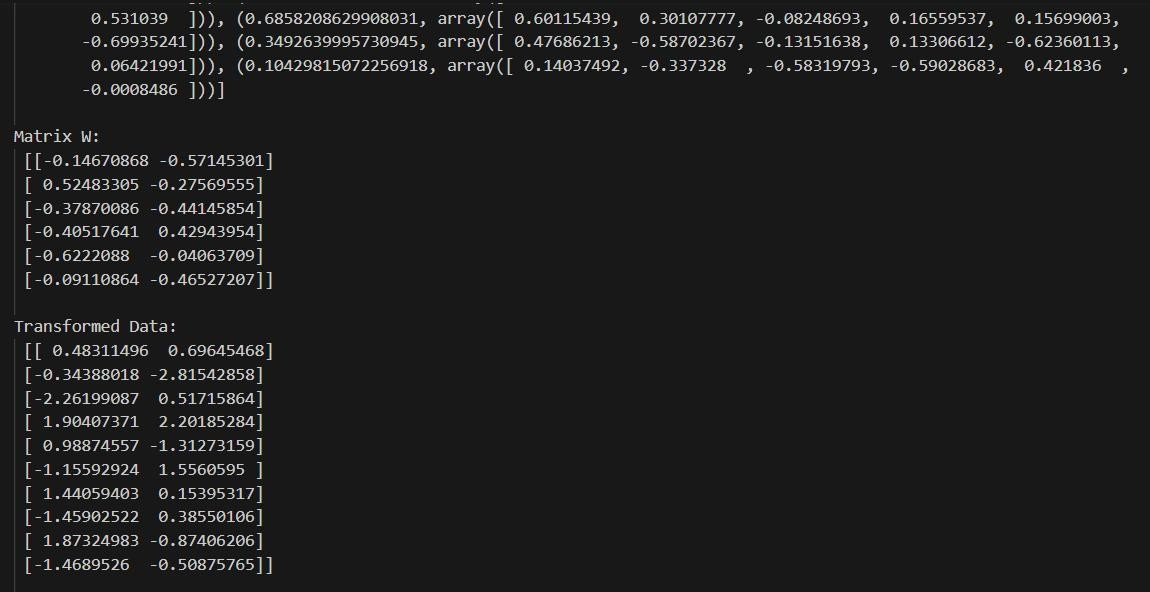 0.531039  ])), (0.6858208629908031, array([ 0.60115439,  0.30107777, -0.08248693,  0.16559537,  0.15699003,
-0.69935241])), (0.3492639995730945, array([ 0.47686213, -0.58702367, -0.13151638,  0.13306612, -0.62360113,
0.06421991])), (0.10429815072256918, array([ 0.14037492, -0.337328  , -0.58319793, -0.59028683,  0.421836  ,
-0.0008486 ]))]
Matrix W:
[[-0.14670868 -0.57145301]
[ 0.52483305 -0.27569555]
[-0.37870086 -0.44145854]
[-0.40517641  0.42943954]
[-0.6222088  -0.04063709]
[-0.09110864 -0.46527207]]
Transformed Data:
[[ 0.48311496  0.69645468]
[-0.34388018 -2.81542858]
[-2.26199087  0.51715864]
[ 1.90407371  2.20185284]
[ 0.98874557 -1.31273159]
[-1.15592924  1.5560595 ]
[ 1.44059403  0.15395317]
[-1.45902522  0.38550106]
[ 1.87324983 -0.87406206]
[-1.4689526  -0.50875765]]